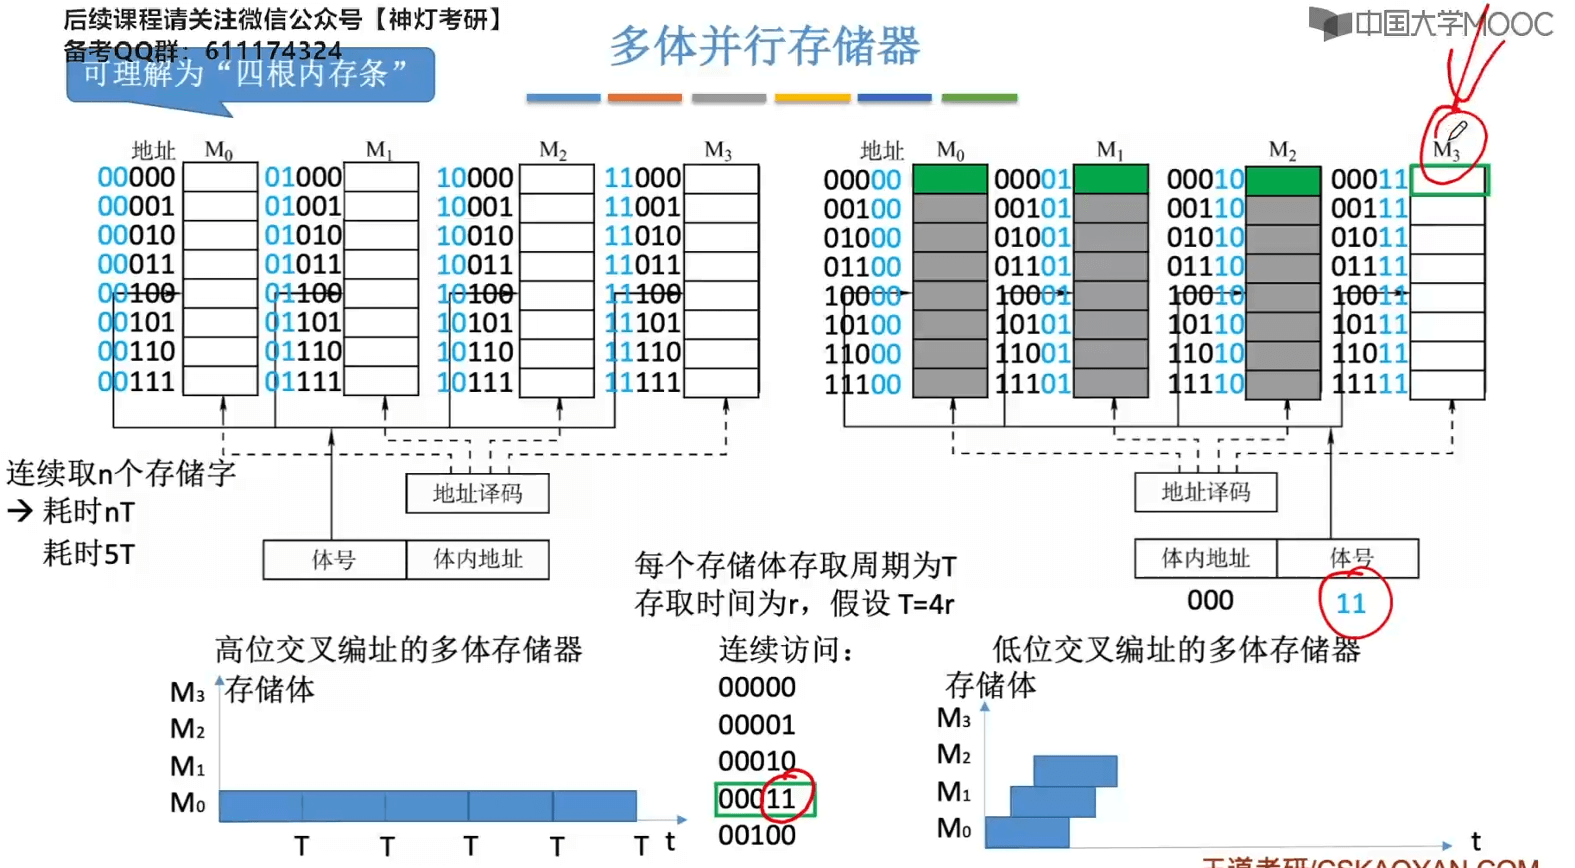 后续课程请关注微信公众号【神灯考研】
备考QQ群：611174324
可理解为“四根内存条”
多体并行存储器
中国大学MOOC
地址 M0 M1 M2 M3
00000 01000 10000 11000
00001 01001 10001 11001
00010 01010 10010 11010
00011 01011 10011 11011
00100 01100 10100 11100
00101 01101 10101 11101
00110 01110 10110 11110
00111 01111 10111 11111
地址译码
体号 体内地址
连续取n个存储字
→ 耗时nT
耗时5T
地址 M0 M1 M2 M3
00000 00001 00010 00011
00100 00101 00110 00111
01000 01001 01010 01011
01100 01101 01110 01111
10000 10001 10010 10011
10100 10101 10110 10111
11000 11001 11010 11011
11100 11101 11110 11111
地址译码
体内地址 体号
000 11
每个存储体存取周期为T
存取时间为r，假设 T=4r
高位交叉编址的多体存储器
存储体
M3
M2
M1
M0
T T T T T t
连续访问：
00000
00001
00010
00011
00100
低位交叉编址的多体存储器
存储体
M3
M2
M1
M0
t
王道考研/CSKAOYAN.COM